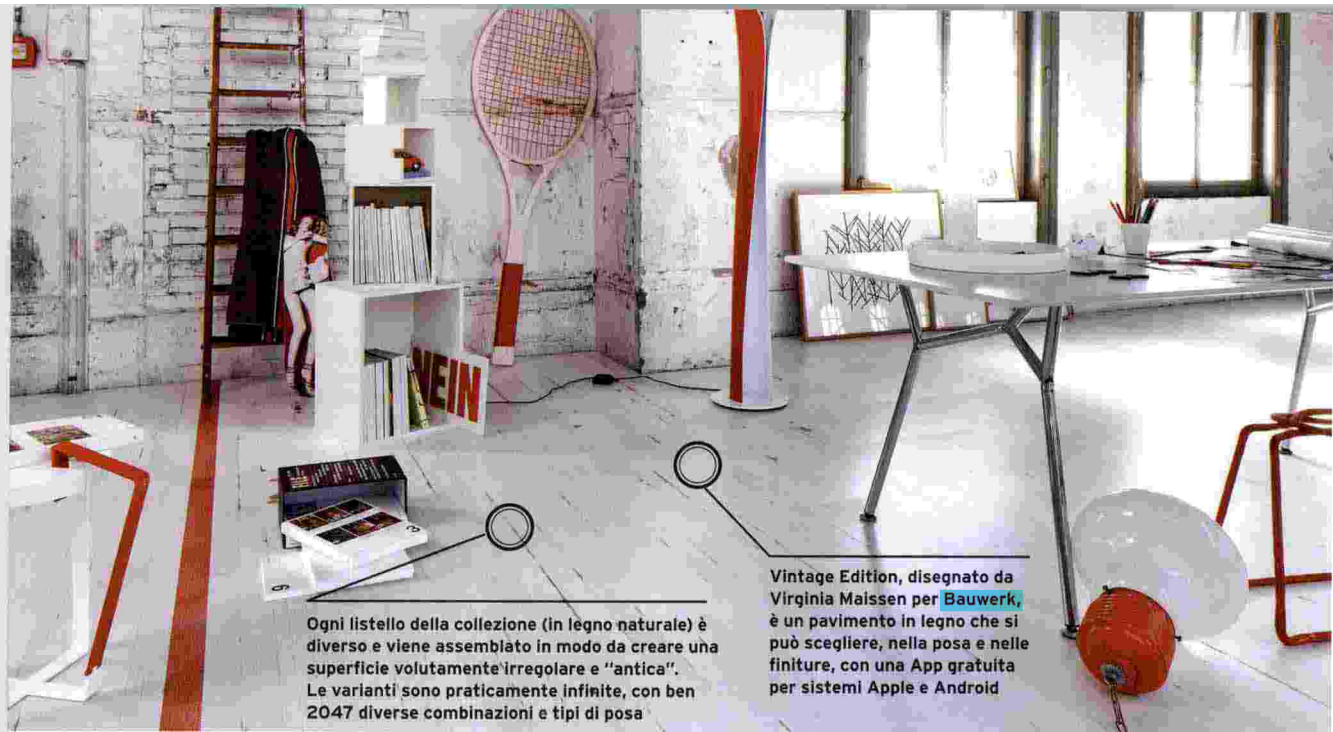 VEIN
3
6
Ogni listello della collezione (in legno naturale) è
diverso e viene assemblato in modo da creare una
superficie volutamente irregolare e "antica".
Le varianti sono praticamente infinite, con ben
2047 diverse combinazioni e tipi di posa
Vintage Edition, disegnato da
Virginia Maissen per Bauwerk,
è un pavimento in legno che si
può scegliere, nella posa e nelle
finiture, con una App gratuita
per sistemi Apple e Android